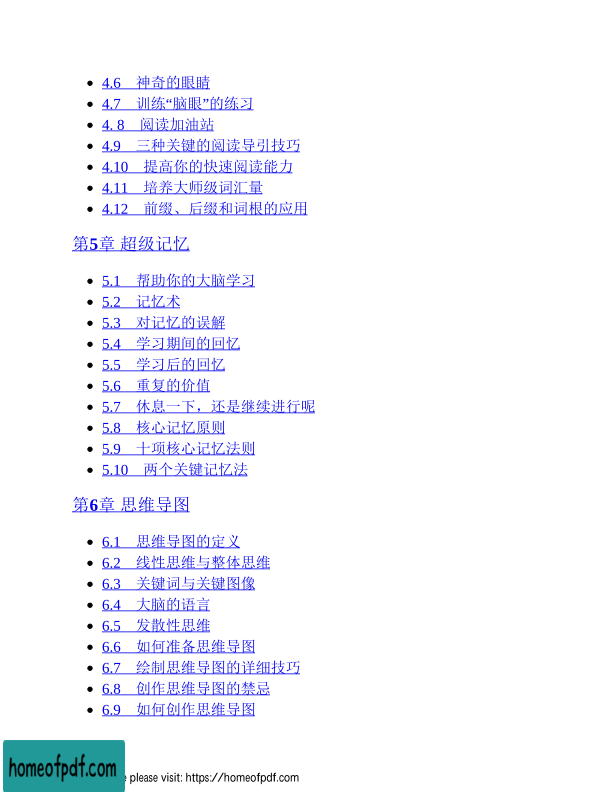 4.6 神奇的眼睛
4.7 训练“脑眼”的练习
4. 8 阅读加油站
4.9 三种关键的阅读导引技巧
4.10 提高你的快速阅读能力
4.11 培养大师级词汇量
4.12 前缀、后缀和词根的应用
第5章 超级记忆
5.1 帮助你的大脑学习
5.2 记忆术
5.3 对记忆的误解
5.4 学习期间的回忆
5.5 学习后的回忆
5.6 重复的价值
5.7 休息一下，还是继续进行呢
5.8 核心记忆原则
5.9 十项核心记忆法则
5.10 两个关键记忆法
第6章 思维导图
6.1 思维导图的定义
6.2 线性思维与整体思维
6.3 关键词与关键图像
6.4 大脑的语言
6.5 发散性思维
6.6 如何准备思维导图
6.7 绘制思维导图的详细技巧
6.8 创作思维导图的禁忌
6.9 如何创作思维导图
homeofpdf.com
please visit: https://homeofpdf.com